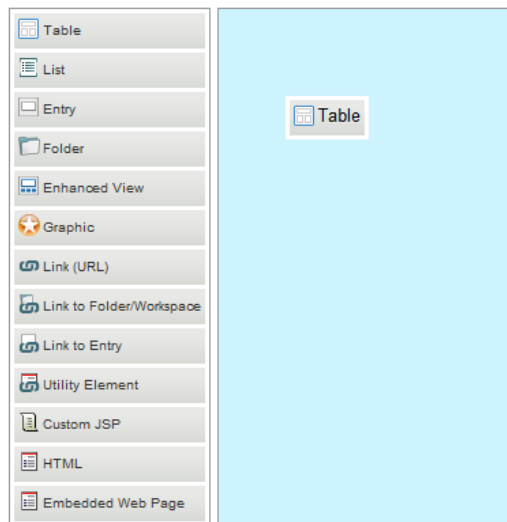 Table
List
Entry
Folder
Enhanced View
Graphic
Link (URL)
Link to Folder/Workspace
Link to Entry
Utility Element
Custom JSP
HTML
Embedded Web Page
Table